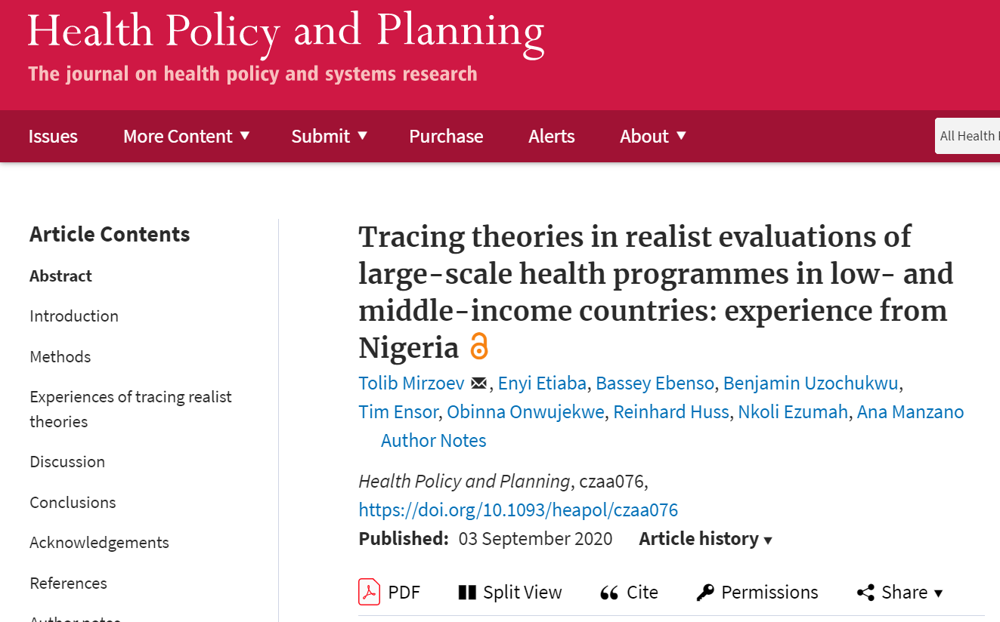 Health Policy and Planning
The journal on health policy and systems research
Issues More Content ▼ Submit ▼ Purchase Alerts About ▼ All Health
Article Contents
Abstract
Introduction
Methods
Experiences of tracing realist
theories
Discussion
Conclusions
Acknowledgements
References
Author notes
Tracing theories in realist evaluations of
large-scale health programmes in low- and
middle-income countries: experience from
Nigeria
Tolib Mirzoev, Enyi Etiaba, Bassey Ebenso, Benjamin Uzochukwu,
Tim Ensor, Obinna Onwujekwe, Reinhard Huss, Nkoli Ezumah, Ana Manzano
Author Notes
Health Policy and Planning, czaa076,
https://doi.org/10.1093/heapol/czaa076
Published: 03 September 2020 Article history ▼
PDF Split View Cite Permissions Share ▼